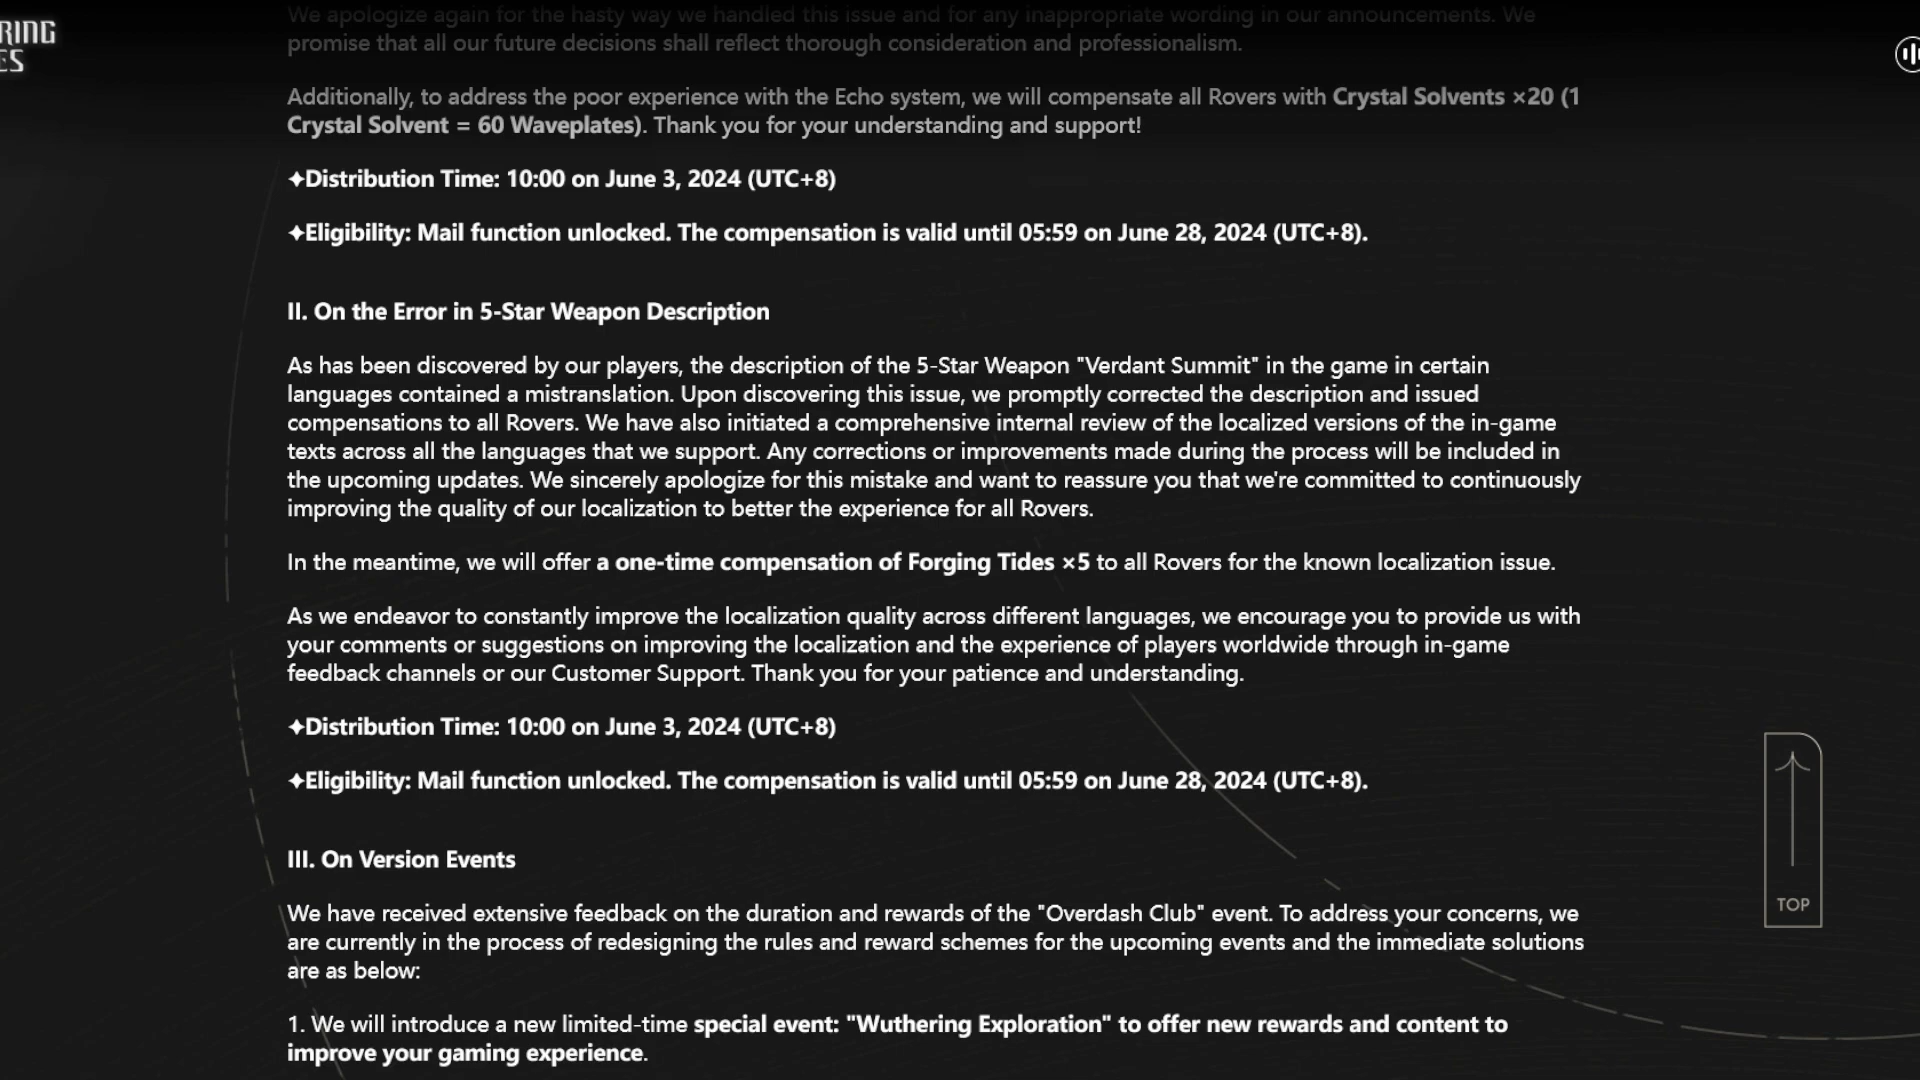 RING
ES
We apologize again for the hasty way we handled this issue and for any inappropriate wording in our announcements. We
promise that all our future decisions shall reflect thorough consideration and professionalism.
Additionally, to address the poor experience with the Echo system, we will compensate all Rovers with Crystal Solvents ×20 (1
Crystal Solvent = 60 Waveplates). Thank you for your understanding and support!
✦Distribution Time: 10:00 on June 3, 2024 (UTC+8)
✦Eligibility: Mail function unlocked. The compensation is valid until 05:59 on June 28, 2024 (UTC+8).
II. On the Error in 5-Star Weapon Description
As has been discovered by our players, the description of the 5-Star Weapon "Verdant Summit" in the game in certain
languages contained a mistranslation. Upon discovering this issue, we promptly corrected the description and issued
compensations to all Rovers. We have also initiated a comprehensive internal review of the localized versions of the in-game
texts across all the languages that we support. Any corrections or improvements made during the process will be included in
the upcoming updates. We sincerely apologize for this mistake and want to reassure you that we're committed to continuously
improving the quality of our localization to better the experience for all Rovers.
In the meantime, we will offer a one-time compensation of Forging Tides ×5 to all Rovers for the known localization issue.
As we endeavor to constantly improve the localization quality across different languages, we encourage you to provide us with
your comments or suggestions on improving the localization and the experience of players worldwide through in-game
feedback channels or our Customer Support. Thank you for your patience and understanding.
✦Distribution Time: 10:00 on June 3, 2024 (UTC+8)
✦Eligibility: Mail function unlocked. The compensation is valid until 05:59 on June 28, 2024 (UTC+8).
III. On Version Events
We have received extensive feedback on the duration and rewards of the "Overdash Club" event. To address your concerns, we
are currently in the process of redesigning the rules and reward schemes for the upcoming events and the immediate solutions
are as below:
1. We will introduce a new limited-time special event: "Wuthering Exploration" to offer new rewards and content to
improve your gaming experience.
TOP